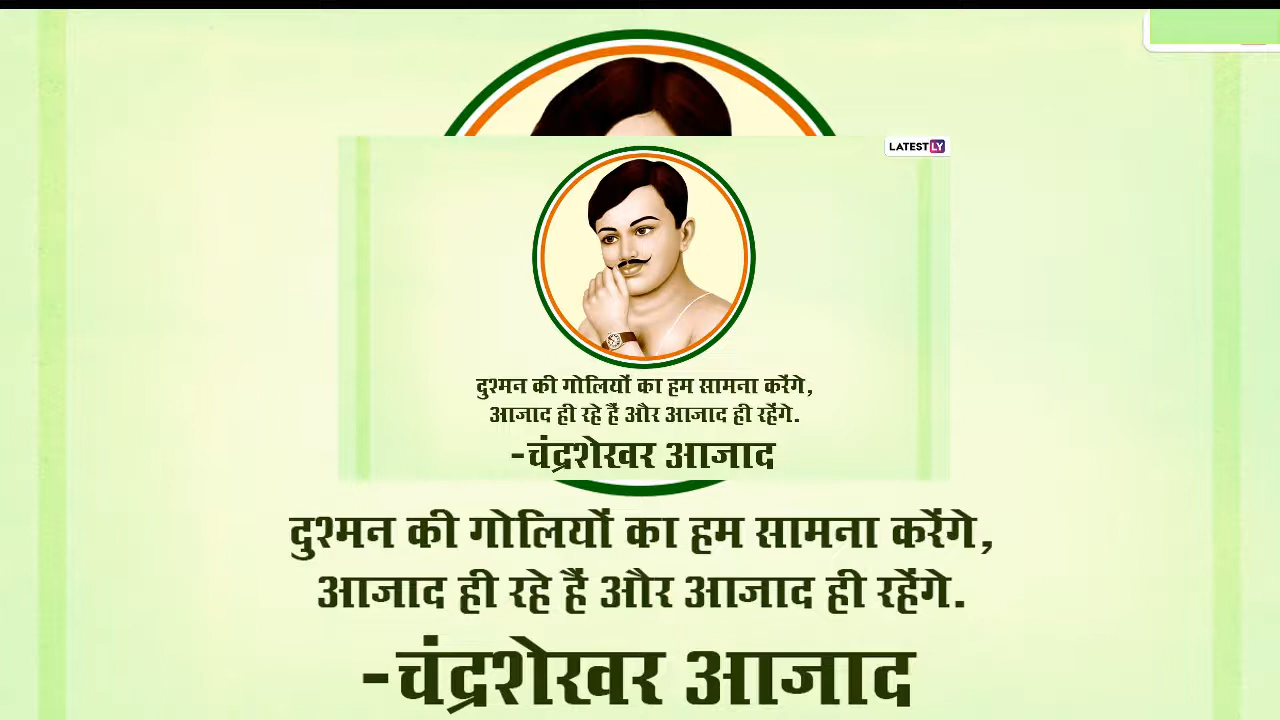 LATESTLY
दुश्मन की गोलियों का हम सामना करेंगे,
आजाद ही रहे हैं और आजाद ही रहेंगे.
-चंद्रशेखर आजाद
दुश्मन की गोलियों का हम सामना करेंगे,
आजाद ही रहे हैं और आजाद ही रहेंगे.
-चंद्रशेखर आजाद